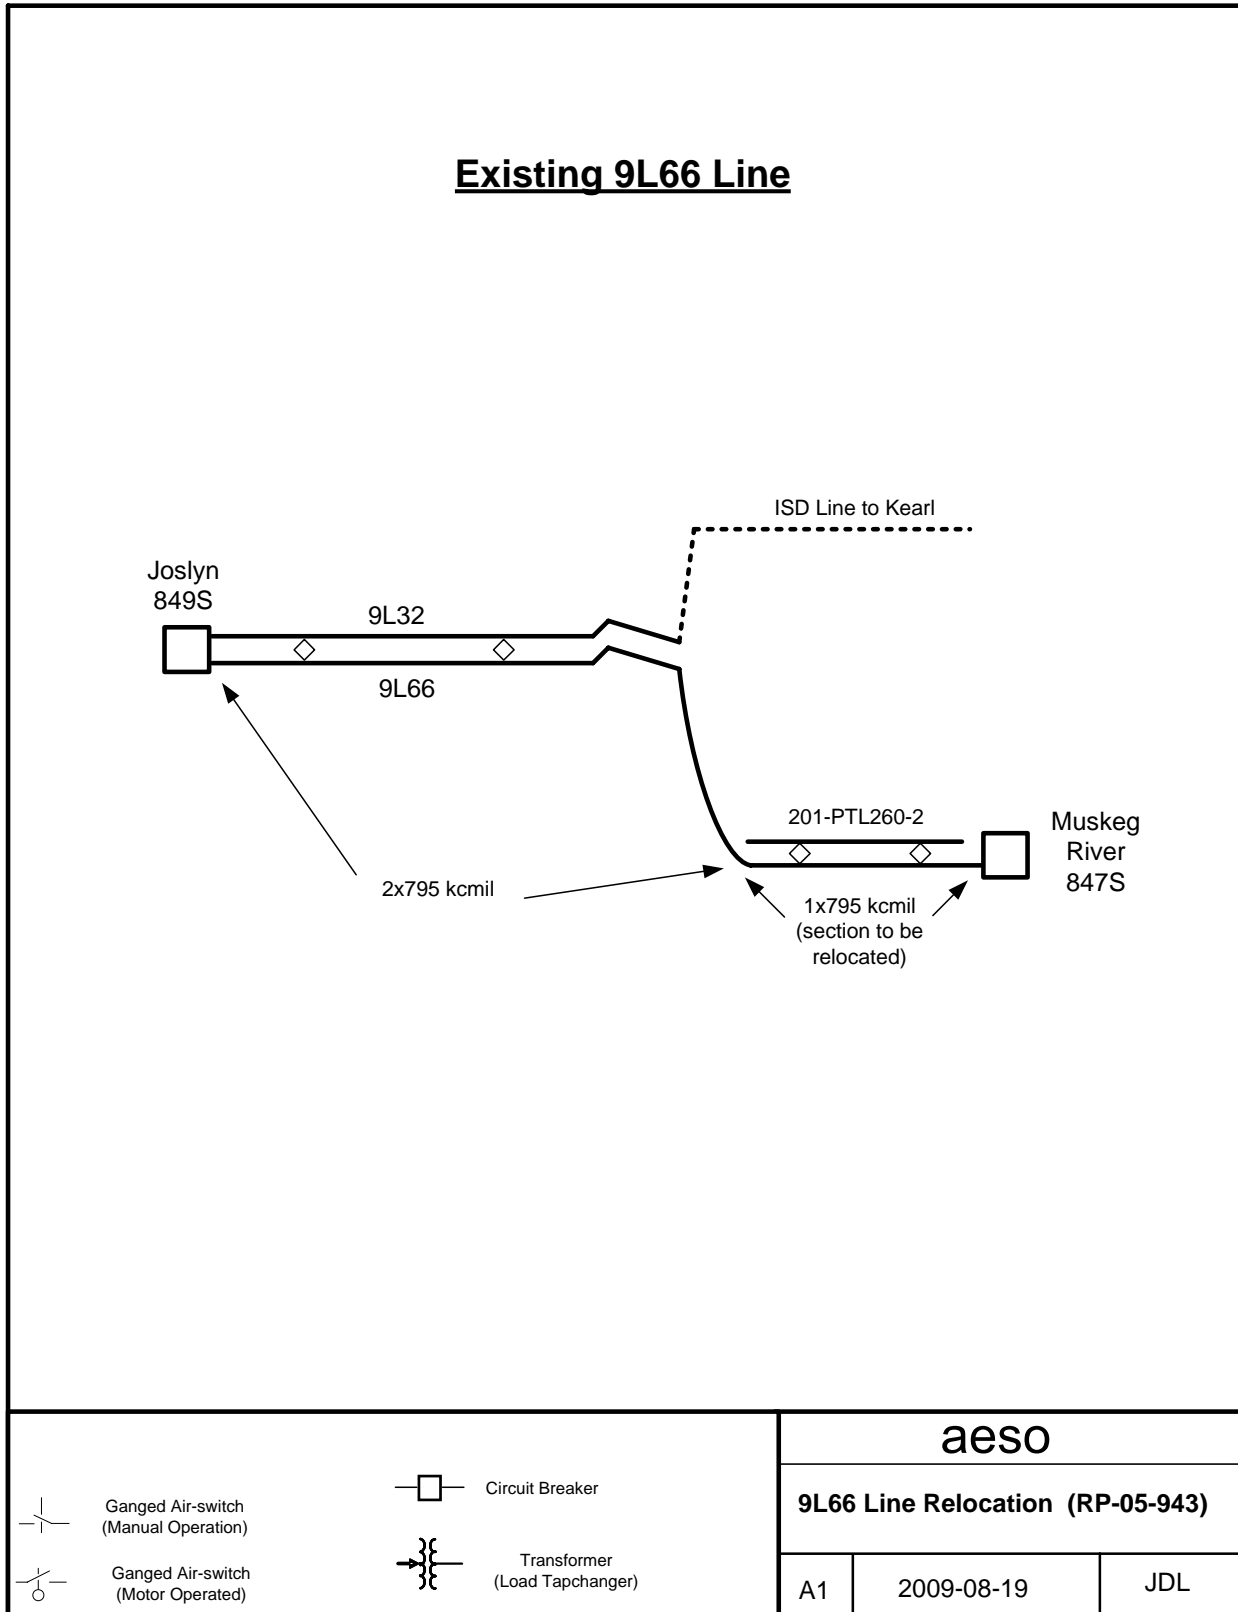 Existing 9L66 Line
ISD Line to Kearl
Joslyn
849S
9L32
9L66
201-PTL260-2
Muskeg
River
847S
2x795 kcmil
1x795 kcmil
(section to be
relocated)
Ganged Air-switch
(Manual Operation)
Ganged Air-switch
(Motor Operated)
Circuit Breaker
Transformer
(Load Tapchanger)
aeso
9L66 Line Relocation (RP-05-943)
A1
2009-08-19
JDL